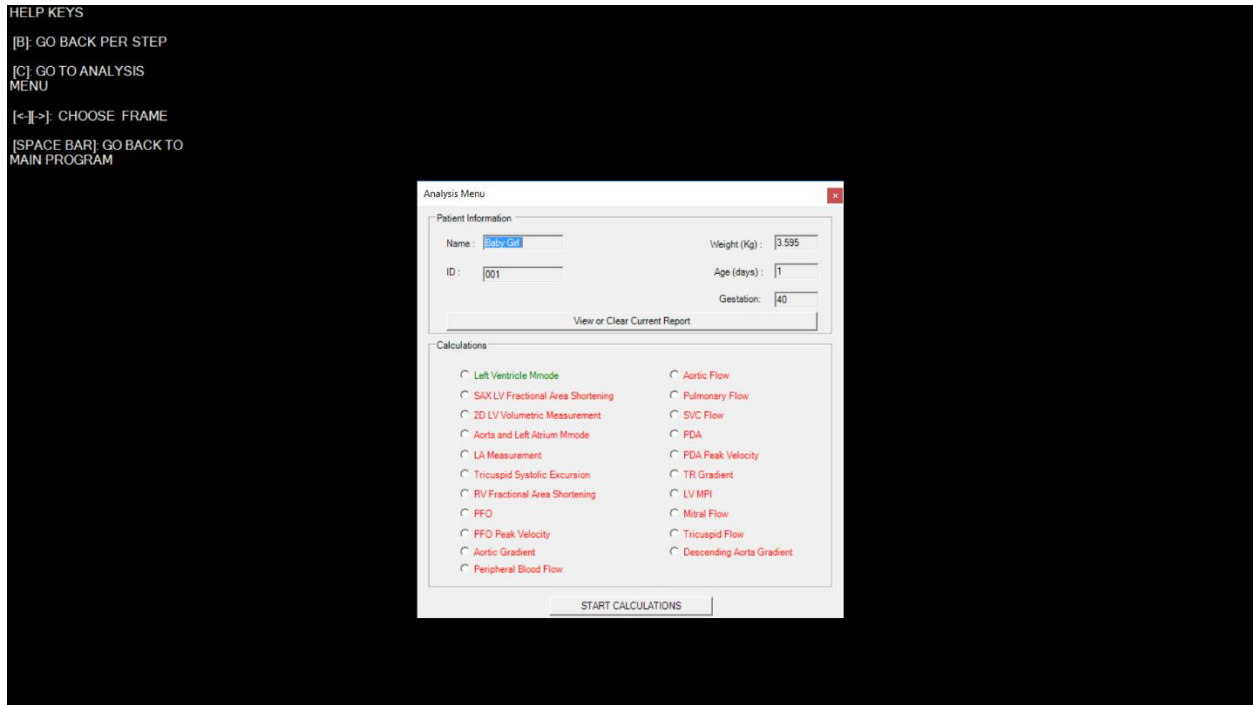 HELP KEYS
[B]: GO BACK PER STEP
[C]: GO TO ANALYSIS
MENU
[<-][->]: CHOOSE FRAME
[SPACE BAR]: GO BACK TO
MAIN PROGRAM
Analysis Menu
Patient Information
Name : Baby Girl
Weight (Kg) : 3.595
ID : 001
Age (days) : 1
Gestation: 40
View or Clear Current Report
Calculations
Left Ventricle Mmode
SAX LV Fractional Area Shortening
2D LV Volumetric Measurement
Aorta and Left Atrium Mmode
LA Measurement
Tricuspid Systolic Excursion
RV Fractional Area Shortening
PFO
PFO Peak Velocity
Aortic Gradient
Peripheral Blood Flow
Aortic Flow
Pulmonary Flow
SVC Flow
PDA
PDA Peak Velocity
TR Gradient
LV MPI
Mitral Flow
Tricuspid Flow
Descending Aorta Gradient
START CALCULATIONS